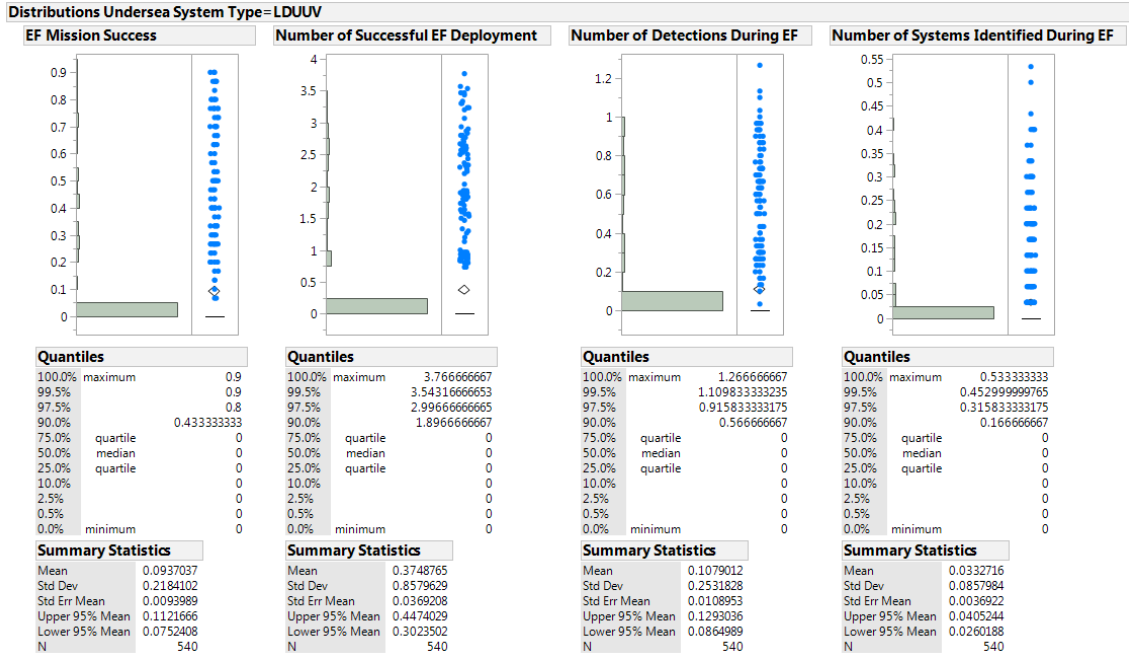 Distributions Undersea System Type=LDUUV
EF Mission Success
0.9
0.8
0.7
0.6
0.5
0.4
0.3
0.2
0.1
0
Quantiles
100.0% maximum 0.9
99.5% 0.9
97.5% 0.8
90.0% 0.433333333
75.0% quartile 0
50.0% median 0
25.0% quartile 0
10.0% 0
2.5% 0
0.5% 0
0.0% minimum 0
Summary Statistics
Mean 0.0937037
Std Dev 0.2184102
Std Err Mean 0.0093989
Upper 95% Mean 0.1121666
Lower 95% Mean 0.0752408
N 540
Number of Successful EF Deployment
4
3.5
3
2.5
2
1.5
1
0.5
0
Quantiles
100.0% maximum 3.766666667
99.5% 3.54316666653
97.5% 2.99666666665
90.0% 1.8966666667
75.0% quartile 0
50.0% median 0
25.0% quartile 0
10.0% 0
2.5% 0
0.5% 0
0.0% minimum 0
Summary Statistics
Mean 0.3748765
Std Dev 0.8579629
Std Err Mean 0.0369208
Upper 95% Mean 0.4474029
Lower 95% Mean 0.3023502
N 540
Number of Detections During EF
1.2
1
0.8
0.6
0.4
0.2
0
Quantiles
100.0% maximum 1.266666667
99.5% 1.109833333235
97.5% 0.915833333175
90.0% 0.566666667
75.0% quartile 0
50.0% median 0
25.0% quartile 0
10.0% 0
2.5% 0
0.5% 0
0.0% minimum 0
Summary Statistics
Mean 0.1079012
Std Dev 0.2531828
Std Err Mean 0.0108953
Upper 95% Mean 0.1293036
Lower 95% Mean 0.0864989
N 540
Number of Systems Identified During EF
0.55
0.5
0.45
0.4
0.35
0.3
0.25
0.2
0.15
0.1
0.05
0
Quantiles
100.0% maximum 0.533333333
99.5% 0.452999999765
97.5% 0.315833333175
90.0% 0.166666667
75.0% quartile 0
50.0% median 0
25.0% quartile 0
10.0% 0
2.5% 0
0.5% 0
0.0% minimum 0
Summary Statistics
Mean 0.0332716
Std Dev 0.0857984
Std Err Mean 0.0036922
Upper 95% Mean 0.0405244
Lower 95% Mean 0.0260188
N 540